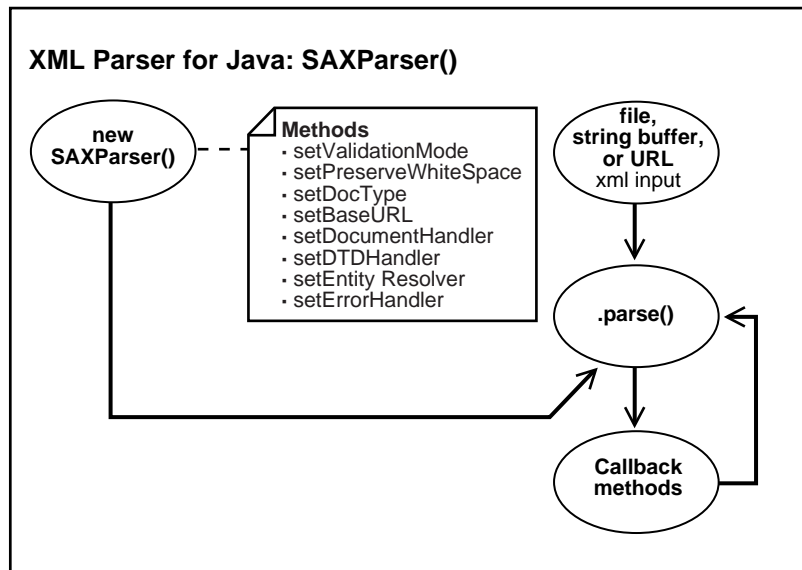 XML Parser for Java: SAXParser()
new
SAXParser()
Methods
· setValidationMode
· setPreserveWhiteSpace
· setDocType
· setBaseURL
· setDocumentHandler
· setDTDHandler
· setEntity Resolver
· setErrorHandler
file,
string buffer,
or URL
xml input
.parse()
Callback
methods